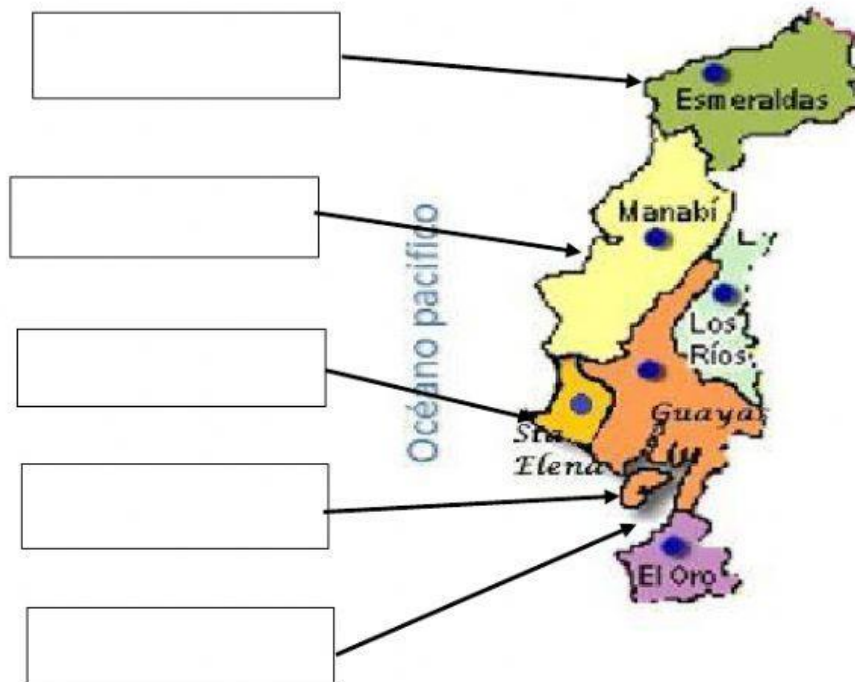 Esmeraldas
Manabí
Océano pacifico
Los
Ríos
Guayas
Sta.
Elena
El Oro